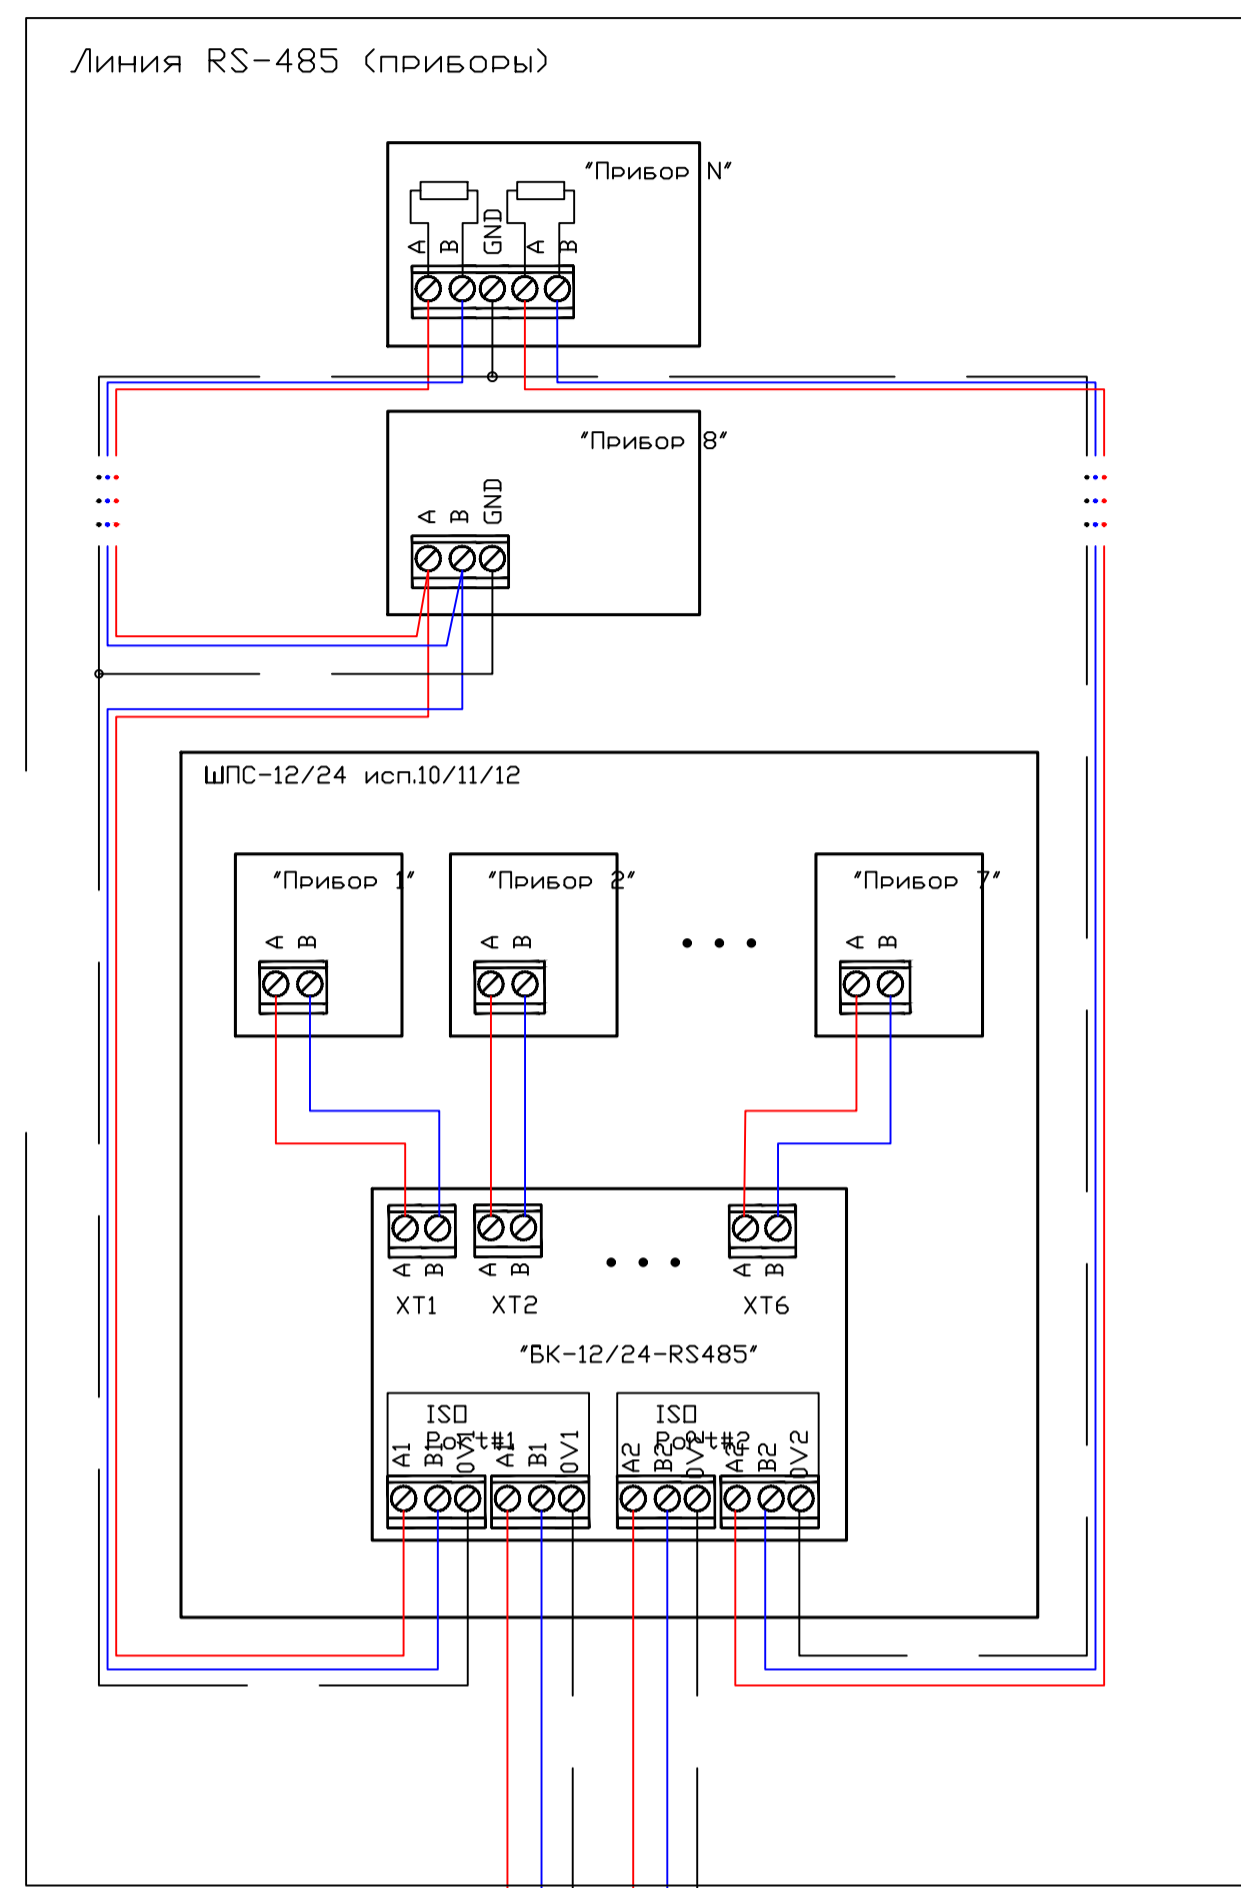 Линия RS-485 (приборы)
"Прибор N"
A B GND A B
"Прибор 8"
A B GND
ШПС-12/24 исп.10/11/12
"Прибор 1" "Прибор 2" "Прибор 7"
A B A B A B
A B A B A B
XT1 XT2 XT6
"БК-12/24-RS485"
ISO ISO
Port#1 Port#2
A1 B1 0V1 A1 B1 0V1 A2 B2 0V2 A2 B2 0V2